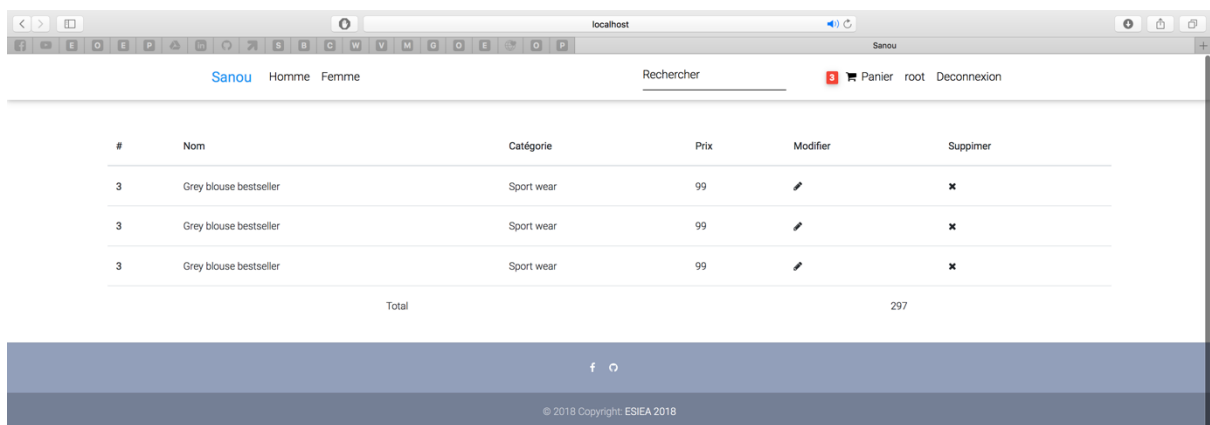 localhost
E O E P in S B C W V M G O E O P
Sanou
Sanou Homme Femme Rechercher 3 Panier root Deconnexion
# Nom Catégorie Prix Modifier Suppimer
3 Grey blouse bestseller Sport wear 99
3 Grey blouse bestseller Sport wear 99
3 Grey blouse bestseller Sport wear 99
Total 297
© 2018 Copyright: ESIEA 2018